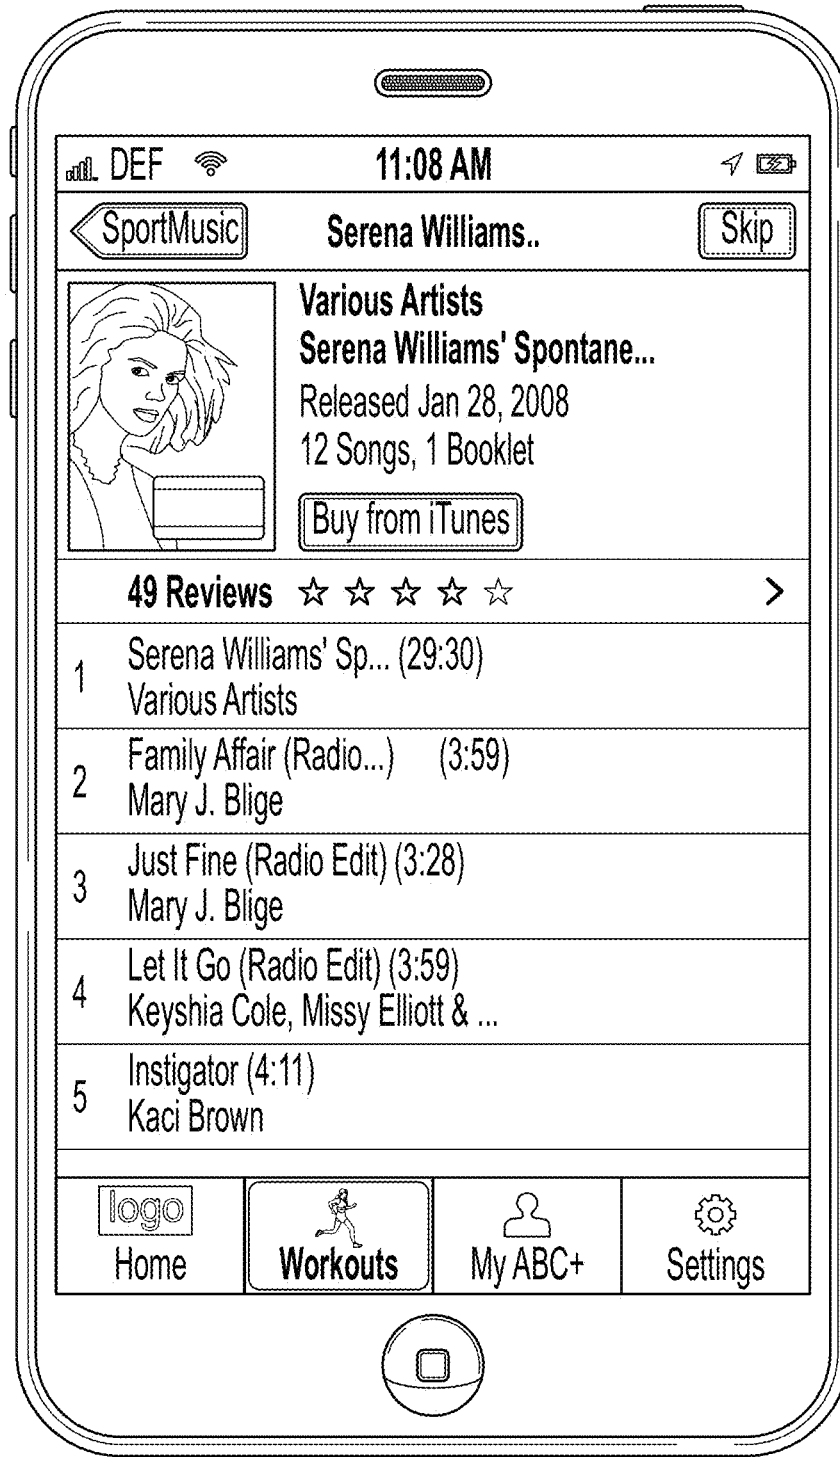 DEF 11:08 AM
SportMusic Serena Williams.. Skip
Various Artists
Serena Williams' Spontane...
Released Jan 28, 2008
12 Songs, 1 Booklet
Buy from iTunes
49 Reviews
1 Serena Williams' Sp... (29:30)
Various Artists
2 Family Affair (Radio...) (3:59)
Mary J. Blige
3 Just Fine (Radio Edit) (3:28)
Mary J. Blige
4 Let It Go (Radio Edit) (3:59)
Keyshia Cole, Missy Elliott & ...
5 Instigator (4:11)
Kaci Brown
logo
Home Workouts My ABC+ Settings